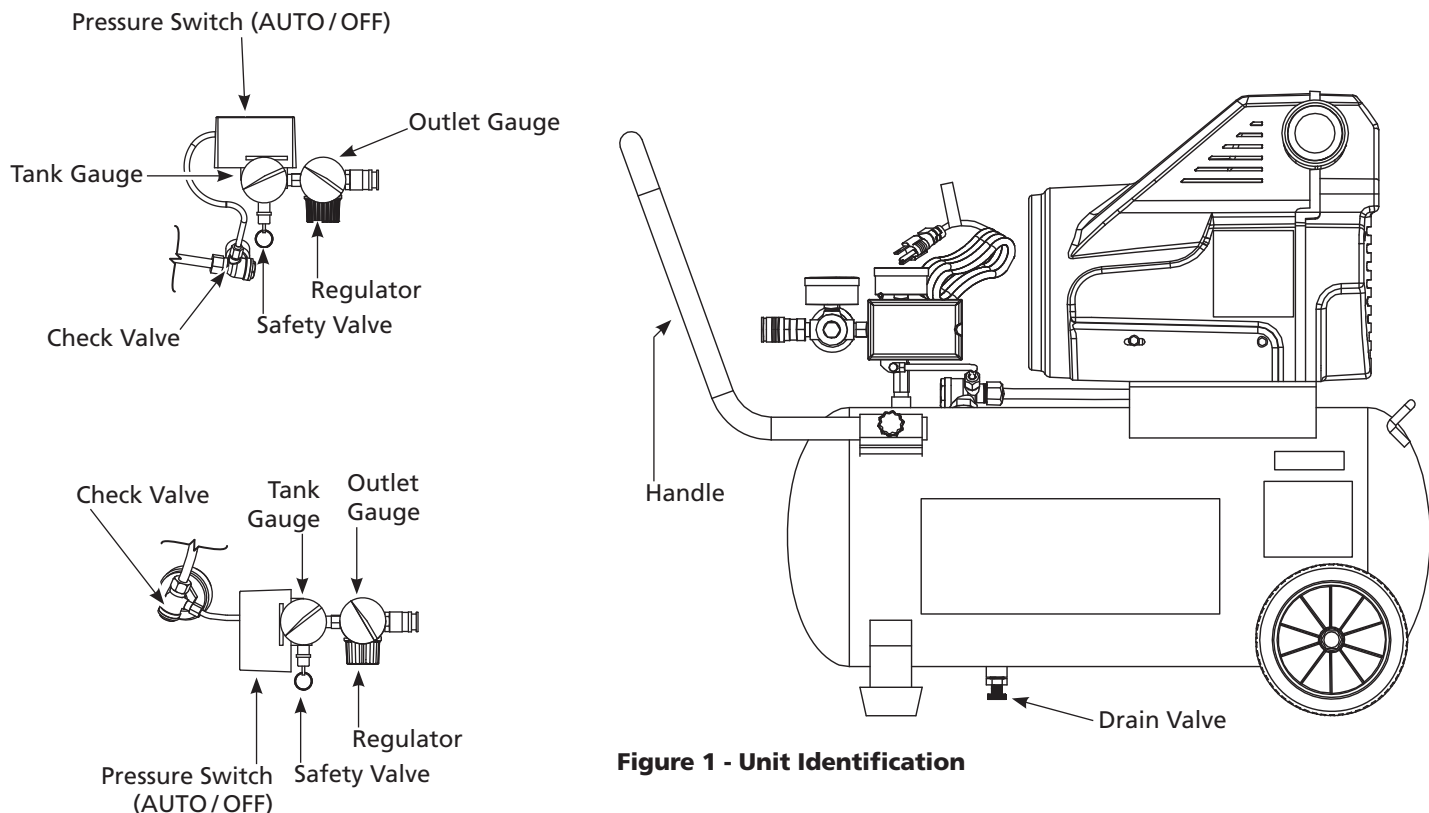 Pressure Switch (AUTO / OFF)
Outlet Gauge
Tank Gauge
Regulator
Safety Valve
Check Valve
Check Valve
Tank
Gauge
Outlet
Gauge
Regulator
Safety Valve
Pressure Switch
(AUTO / OFF)
Handle
Drain Valve
Figure 1 - Unit Identification